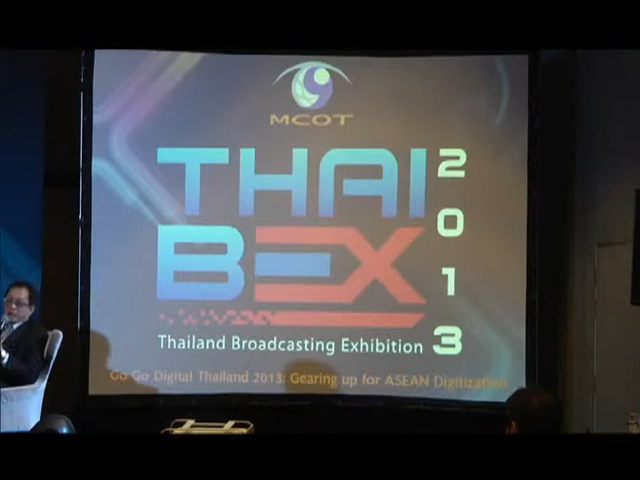 MCOT
THAI
BEX
2013
Thailand Broadcasting Exhibition
Go Go Digital Thailand 2013: Gearing up for ASEAN Digitization